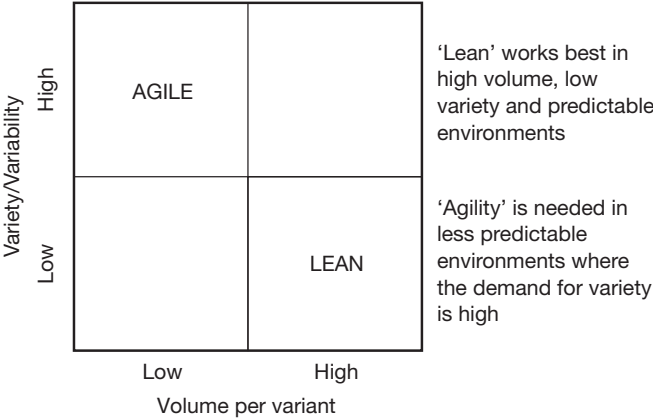 Variety/Variability
High
Low
AGILE
LEAN
Low
High
Volume per variant
‘Lean’ works best in
high volume, low
variety and predictable
environments
‘Agility’ is needed in
less predictable
environments where
the demand for variety
is high